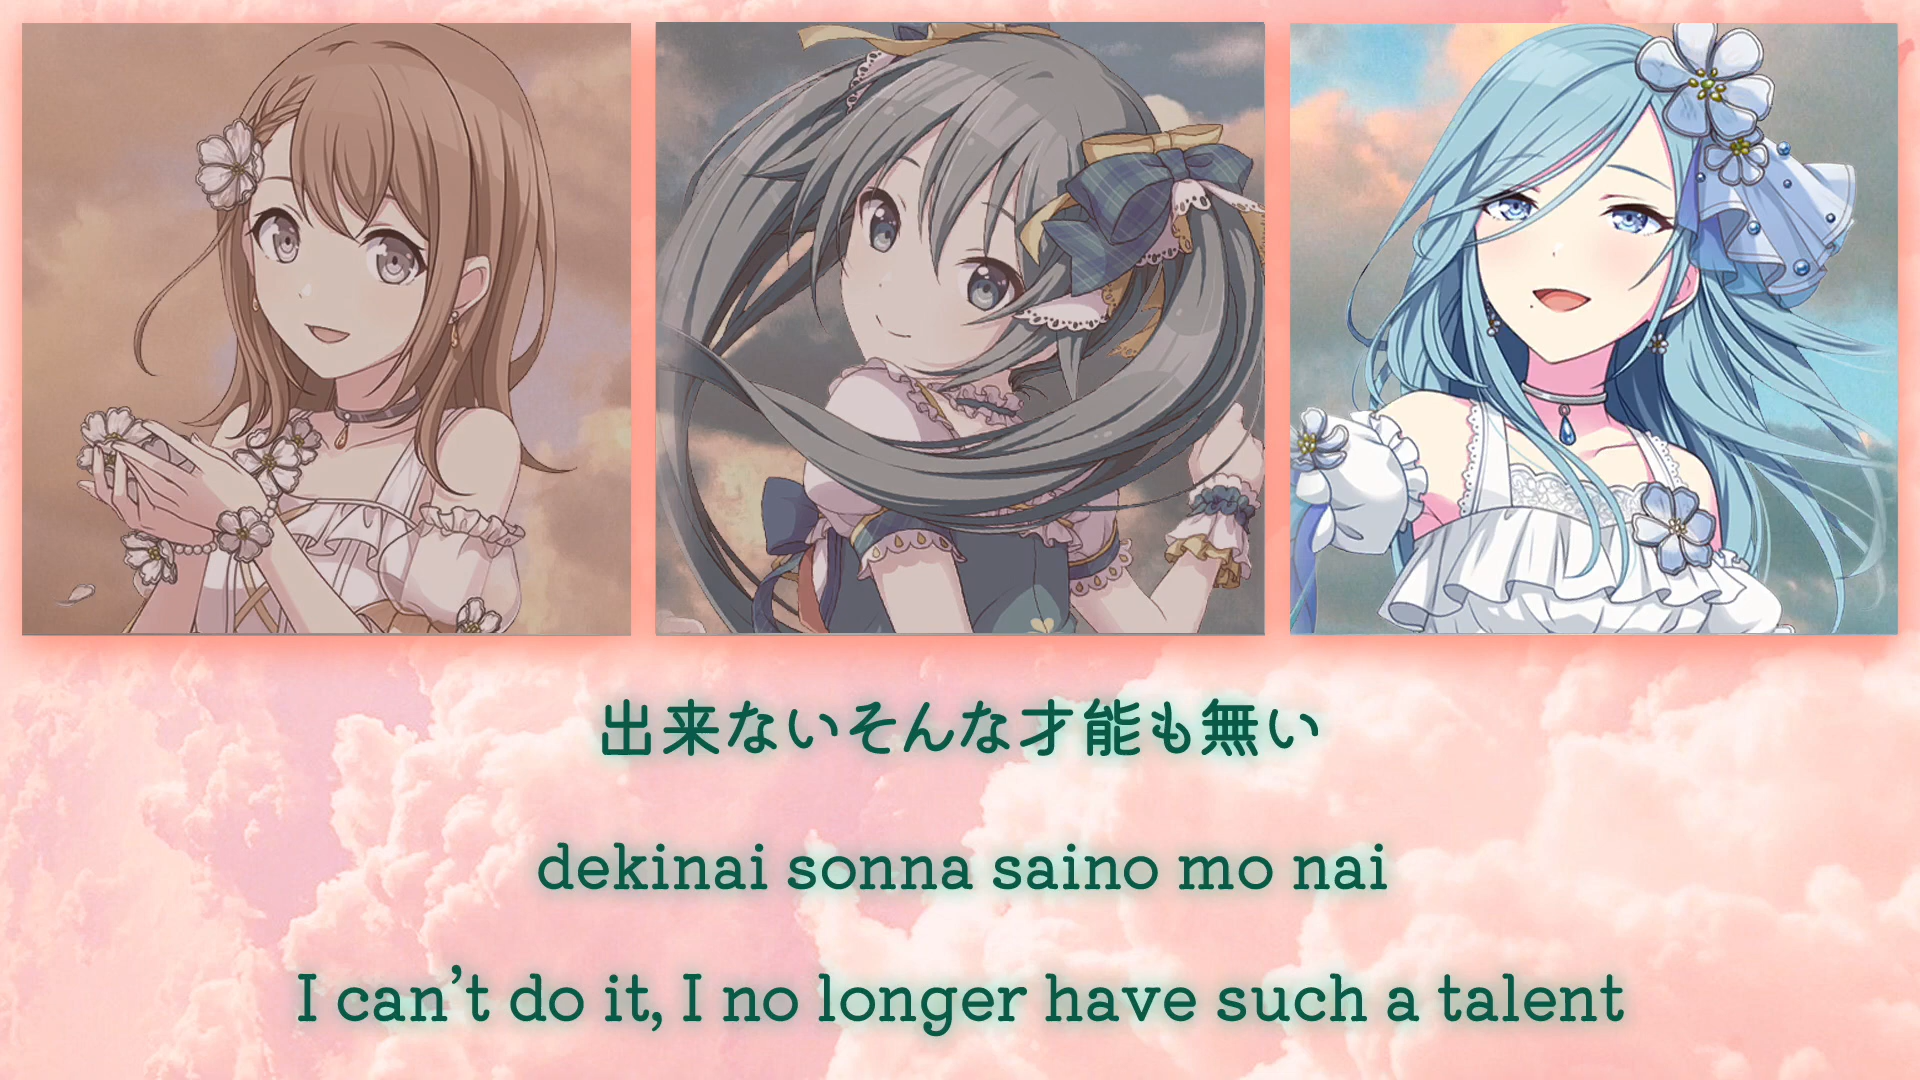 出来ないそんな才能も無い
dekinai sonna saino mo nai
I can't do it, I no longer have such a talent